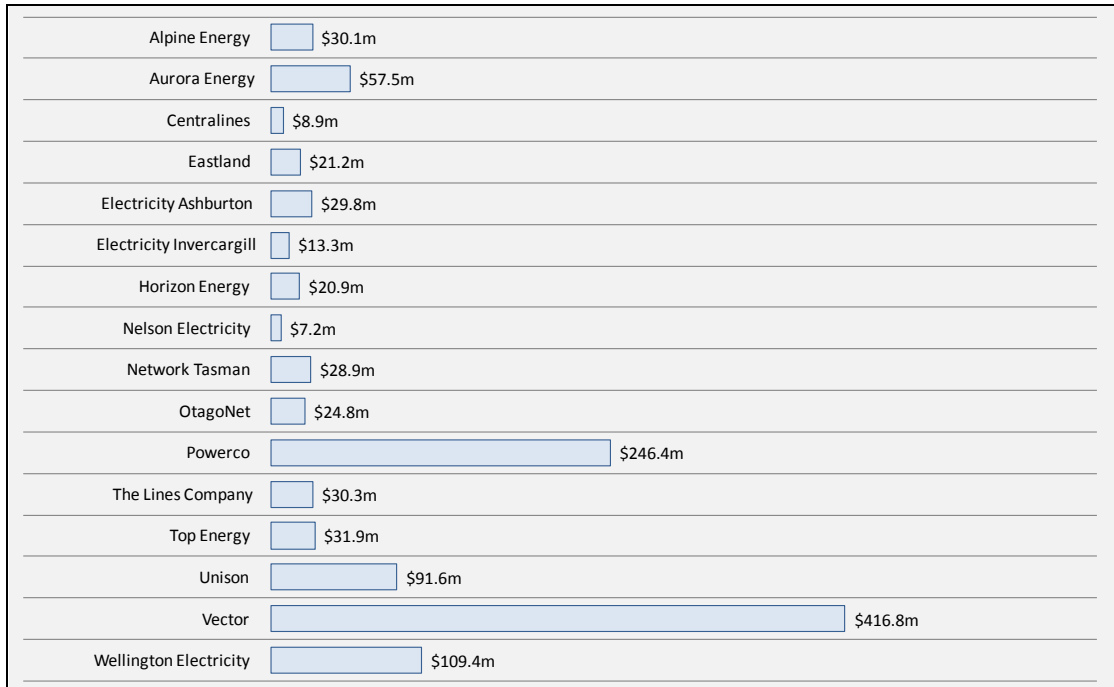 Alpine Energy $30.1m
Aurora Energy $57.5m
Centralines $8.9m
Eastland $21.2m
Electricity Ashburton $29.8m
Electricity Invercargill $13.3m
Horizon Energy $20.9m
Nelson Electricity $7.2m
Network Tasman $28.9m
OtagoNet $24.8m
Powerco $246.4m
The Lines Company $30.3m
Top Energy $31.9m
Unison $91.6m
Vector $416.8m
Wellington Electricity $109.4m